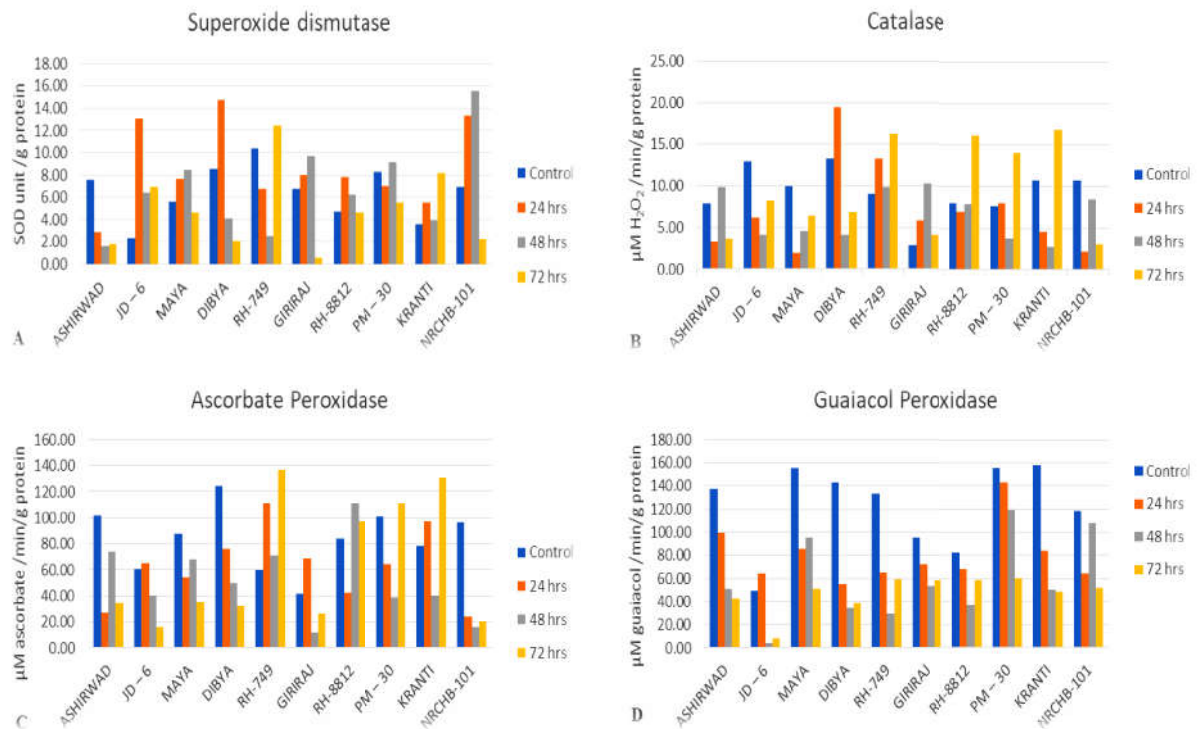 Superoxide dismutase
SOD unit /g protein
18.00
16.00
14.00
12.00
10.00
8.00
6.00
4.00
2.00
0.00
ASHIRWAD
JD – 6
MAYA
DIBYA
RH-749
GIRIRAJ
RH-8812
PM – 30
KRANTI
NRCHB-101
Control
24 hrs
48 hrs
72 hrs
A
Catalase
µM H₂O₂ /min/g protein
25.00
20.00
15.00
10.00
5.00
0.00
ASHIRWAD
JD – 6
MAYA
DIBYA
RH-749
GIRIRAJ
RH-8812
PM – 30
KRANTI
NRCHB-101
Control
24 hrs
48 hrs
72 hrs
B
Ascorbate Peroxidase
µM ascorbate /min/g protein
160.00
140.00
120.00
100.00
80.00
60.00
40.00
20.00
0.00
ASHIRWAD
JD – 6
MAYA
DIBYA
RH-749
GIRIRAJ
RH-8812
PM – 30
KRANTI
NRCHB-101
Control
24 hrs
48 hrs
72 hrs
C
Guaiacol Peroxidase
µM guaiacol /min/g protein
180.00
160.00
140.00
120.00
100.00
80.00
60.00
40.00
20.00
0.00
ASHIRWAD
JD – 6
MAYA
DIBYA
RH-749
GIRIRAJ
RH-8812
PM – 30
KRANTI
NRCHB-101
Control
24 hrs
48 hrs
72 hrs
D